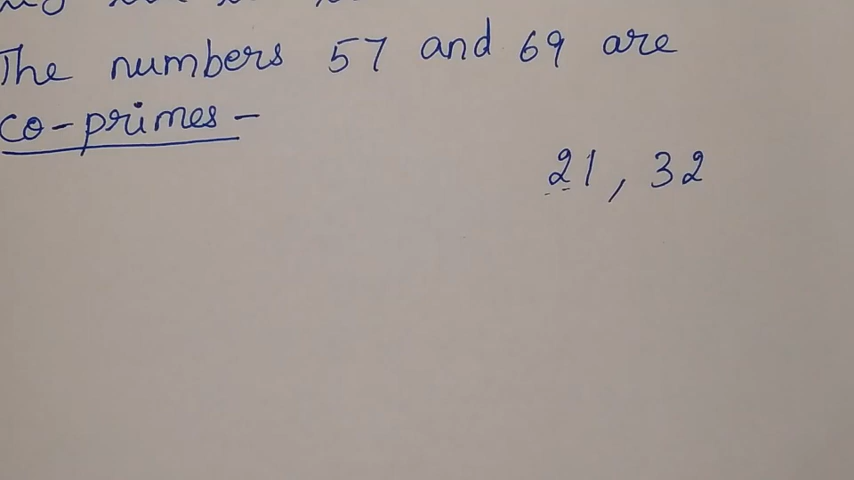 The numbers 57 and 69 are
co-primes-
21, 32